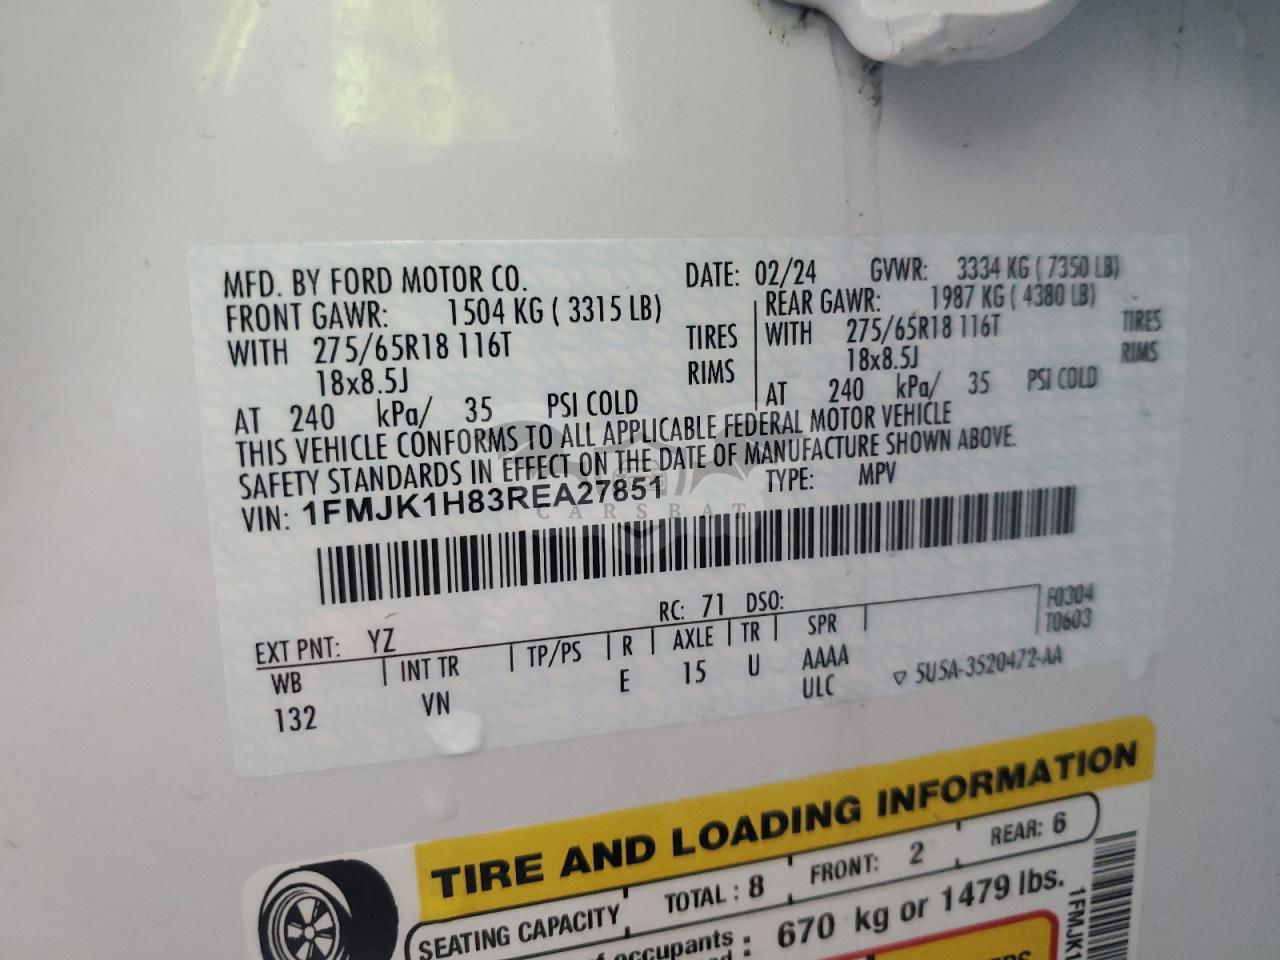 MFD. BY FORD MOTOR CO. DATE: 02/24 GVWR: 3334 KG ( 7350 LB)
FRONT GAWR: 1504 KG ( 3315 LB) REAR GAWR: 1987 KG ( 4380 LB)
WITH 275/65R18 116T TIRES WITH 275/65R18 116T TIRES
18x8.5J RIMS 18x8.5J RIMS
AT 240 kPa/ 35 PSI COLD AT 240 kPa/ 35 PSI COLD
THIS VEHICLE CONFORMS TO ALL APPLICABLE FEDERAL MOTOR VEHICLE
SAFETY STANDARDS IN EFFECT ON THE DATE OF MANUFACTURE SHOWN ABOVE.
VIN: 1FMJK1H83REA27851 TYPE: MPV
CARSBAT
EXT PNT: YZ RC: 71 DSO: F0304
WB INT TR TP/PS R AXLE TR SPR T0603
132 VN E 15 U AAAA
ULC ▽ 5U5A-3520472-AA
TIRE AND LOADING INFORMATION
SEATING CAPACITY TOTAL : 8 FRONT: 2 REAR: 6
occupants : 670 kg or 1479 lbs.
1FMJK1